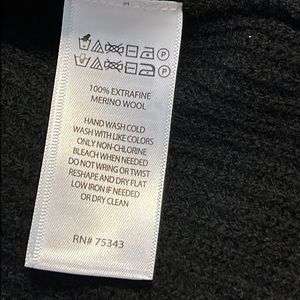 100% EXTRAFINE
MERINO WOOL
HAND WASH COLD
WASH WITH LIKE COLORS
ONLY NON-CHLORINE
BLEACH WHEN NEEDED
DO NOT WRING OR TWIST
RESHAPE AND DRY FLAT
LOW IRON IF NEEDED
OR DRY CLEAN
RN# 75343